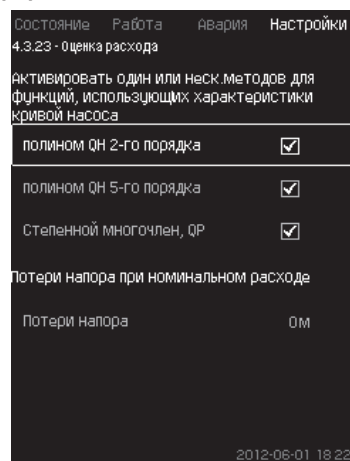 Состояние Работа Авария Настройки
4.3.23 - Оценка расхода
Активировать один или неск.методов для
функций, использующих характеристики
кривой насоса
полином QH 2-го порядка
полином QH 5-го порядка
Степенной многочлен, QP
Потери напора при номинальном расходе
Потери напора 0м
2012-06-01 18:22